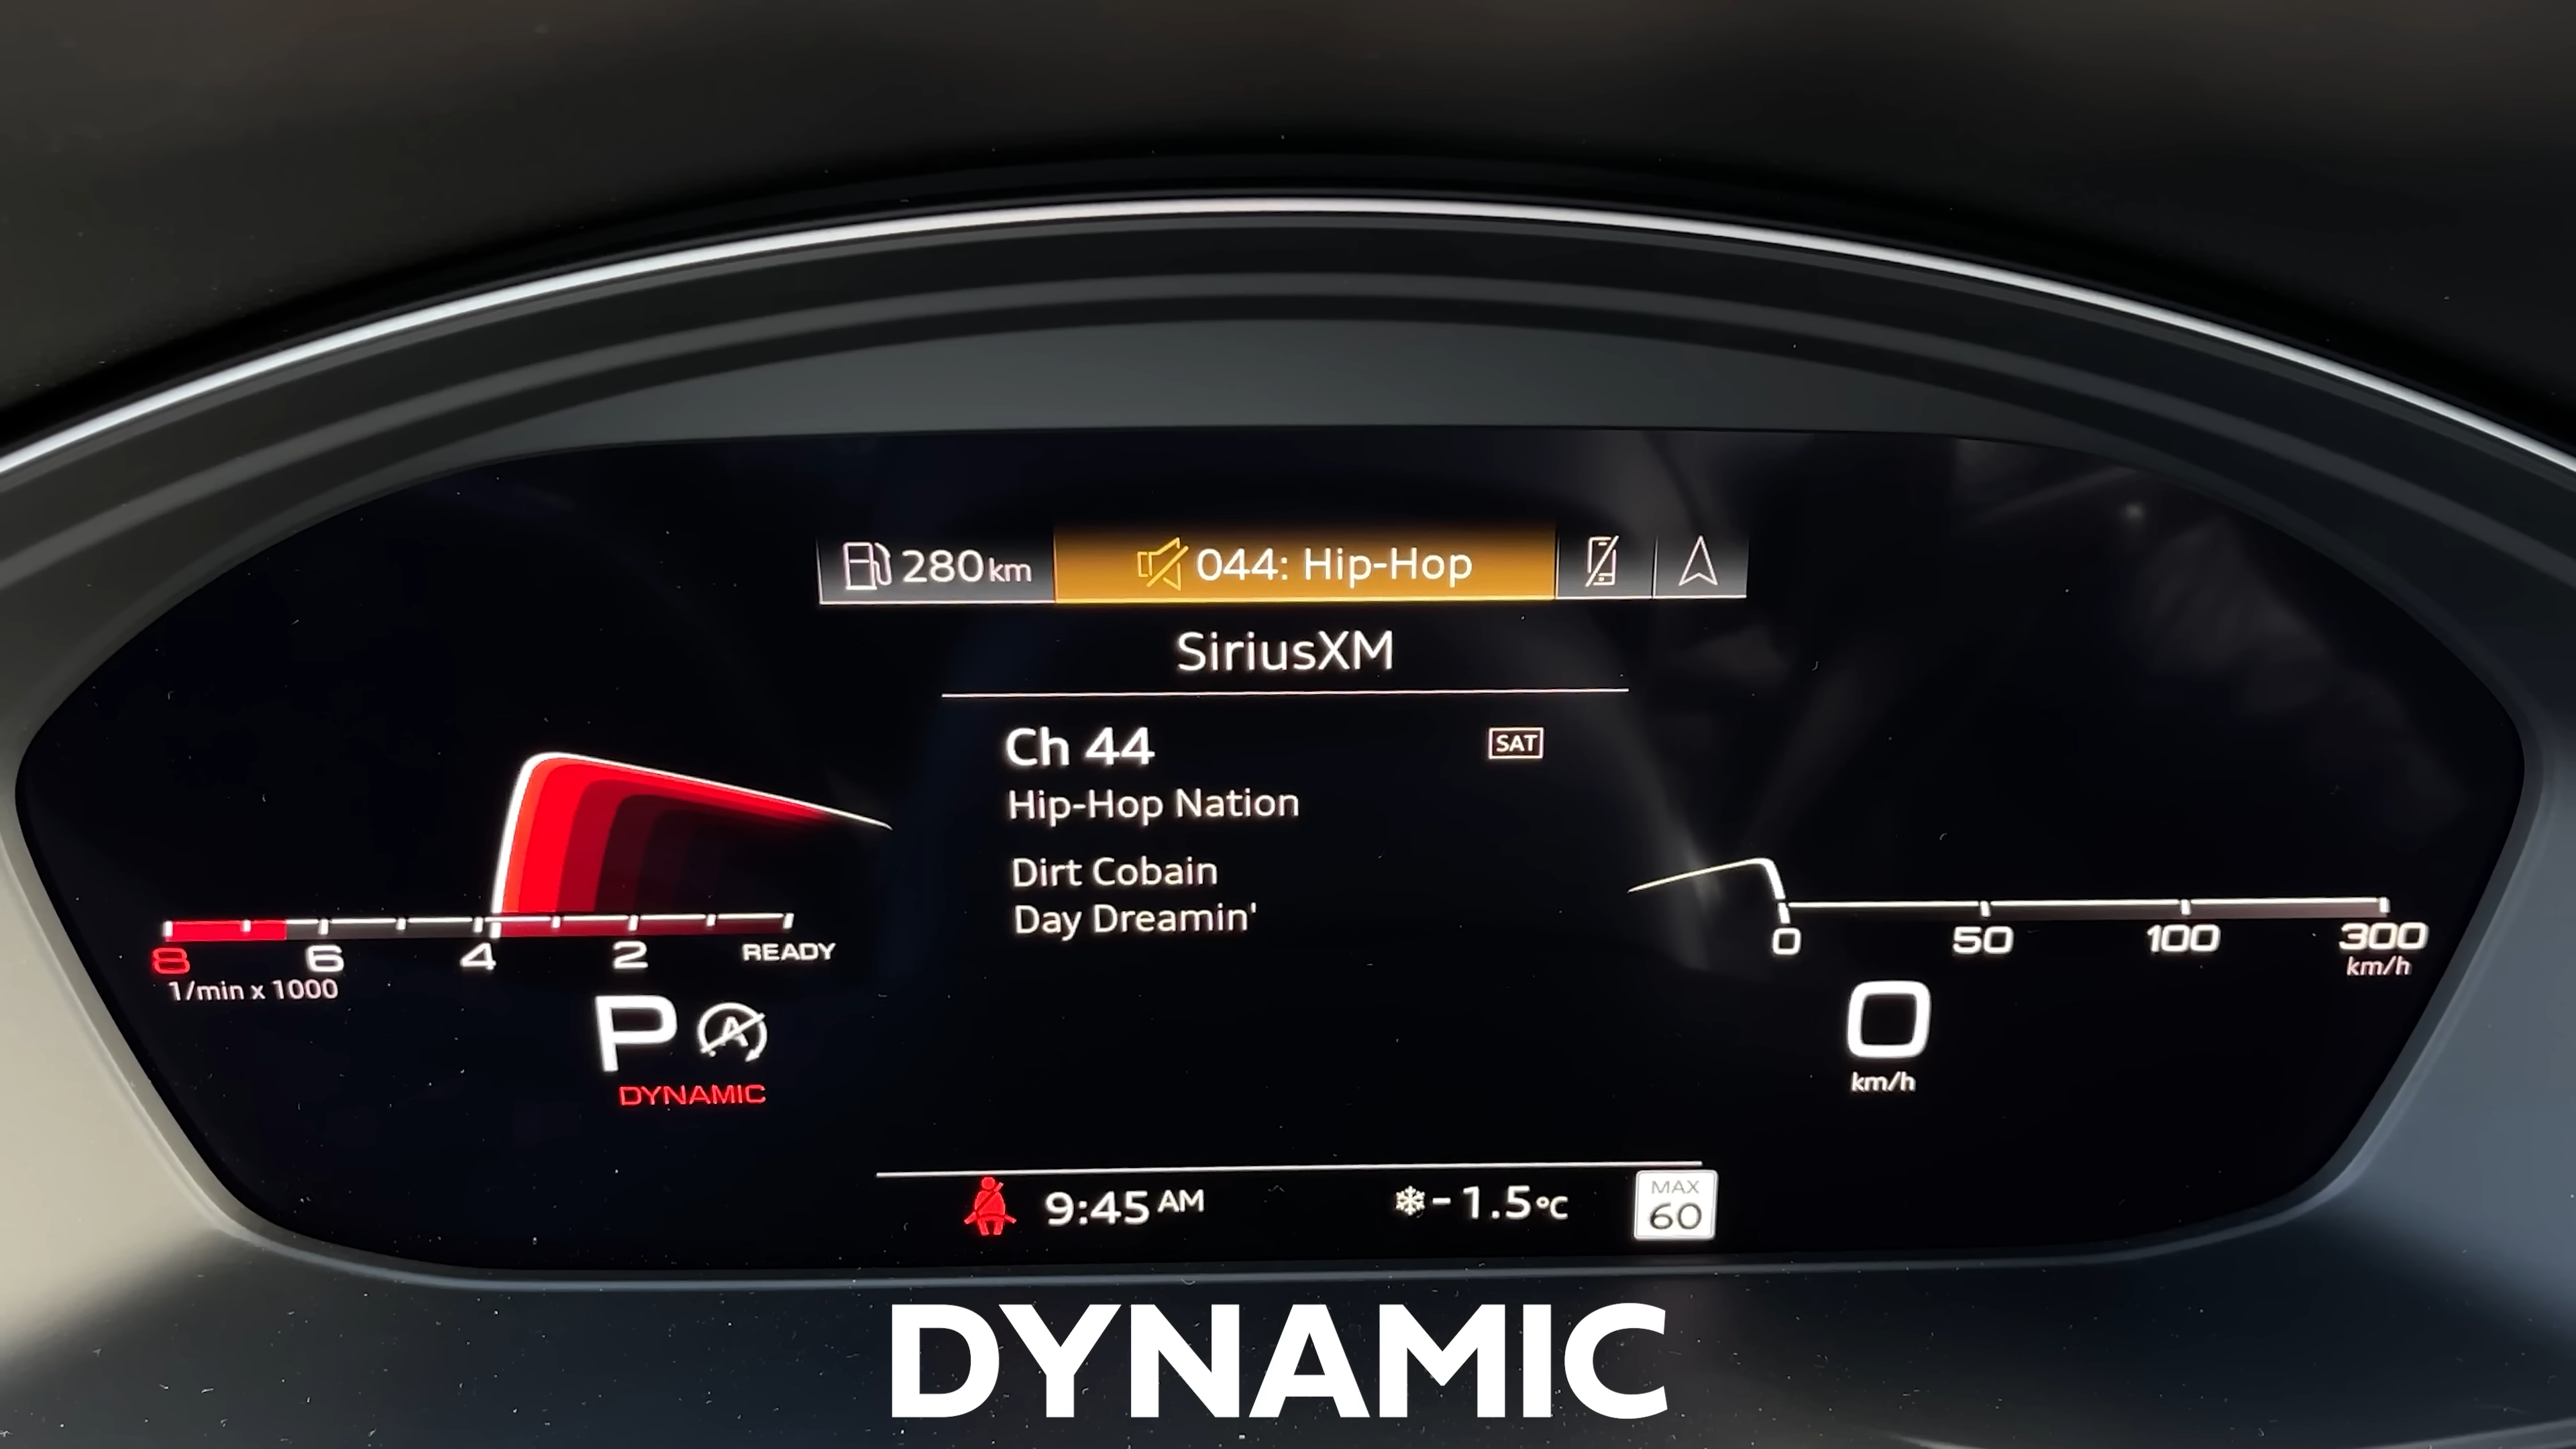 280 km
044: Hip-Hop
SiriusXM
Ch 44
SAT
Hip-Hop Nation
Dirt Cobain
Day Dreamin'
8 6 4 2 READY
1/min x 1000
P A
DYNAMIC
0 50 100 300
km/h
0
km/h
9:45 AM
-1.5°C
MAX
60
DYNAMIC